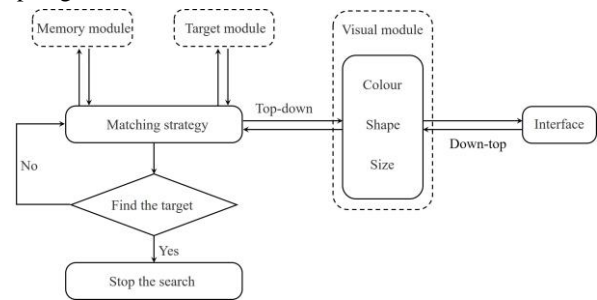 Memory module
Target module
Visual module
Colour
Shape
Size
Top-down
Matching strategy
Interface
Down-top
No
Find the target
Yes
Stop the search